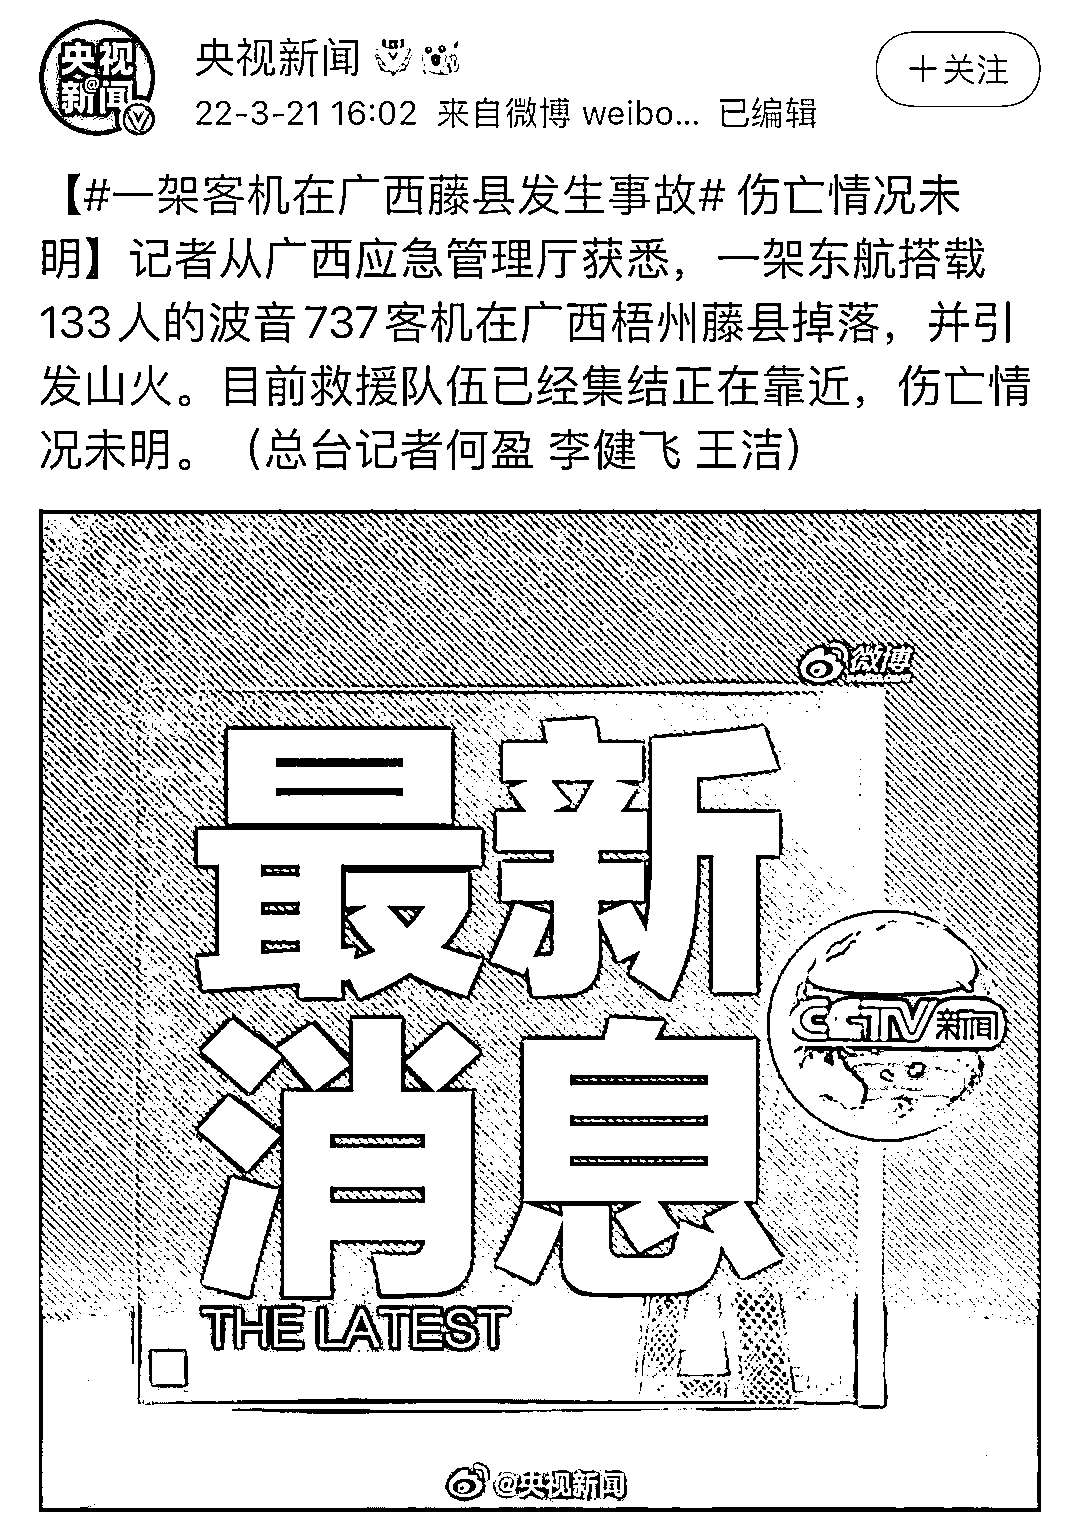 央视新闻
央视
新闻
22-3-21 16:02 来自微博 weibo... 已编辑
＋关注
【#一架客机在广西藤县发生事故# 伤亡情况未
明】记者从广西应急管理厅获悉，一架东航搭载
133人的波音737客机在广西梧州藤县掉落，并引
发山火。目前救援队伍已经集结正在靠近，伤亡情
况未明。（总台记者何盈 李健飞 王洁）
微博
最新
消息
CCTV新闻
THE LATEST
@央视新闻